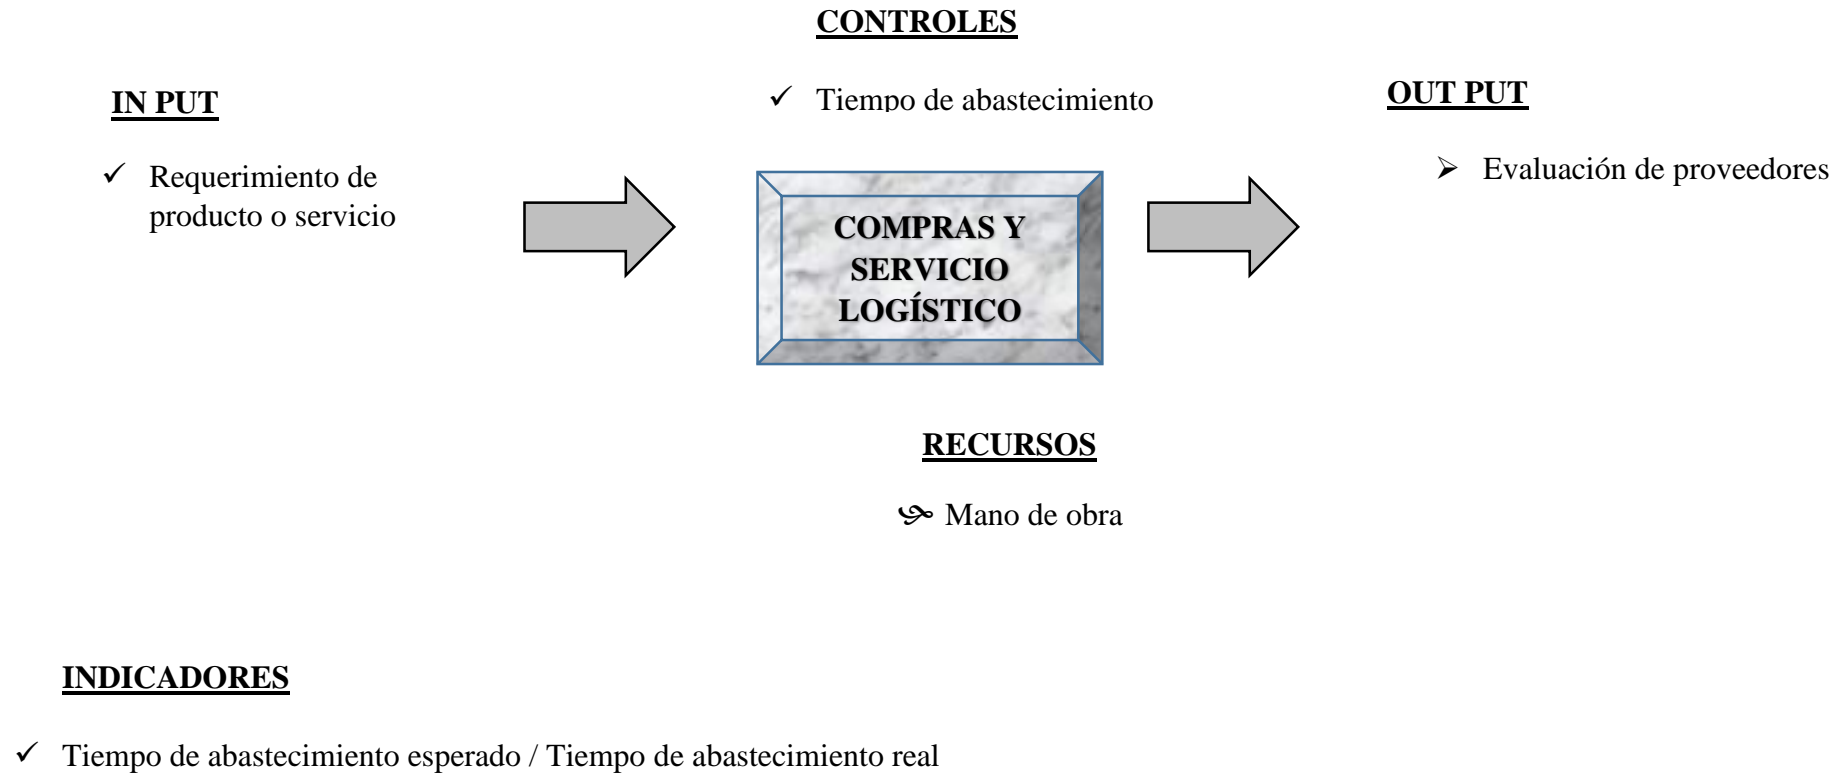 CONTROLES
IN PUT
✓ Tiempo de abastecimiento
OUT PUT
✓ Requerimiento de
producto o servicio
➢ Evaluación de proveedores
COMPRAS Y
SERVICIO
LOGÍSTICO
RECURSOS
Mano de obra
INDICADORES
✓ Tiempo de abastecimiento esperado / Tiempo de abastecimiento real